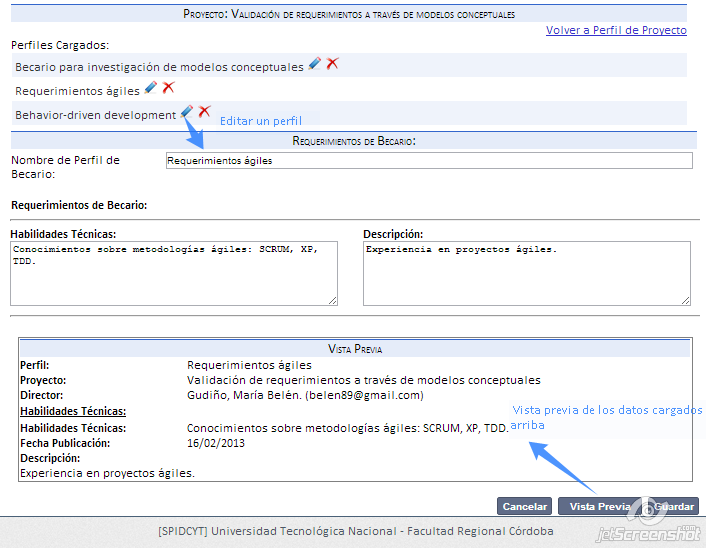 Proyecto: Validación de requerimientos a través de modelos conceptuales
Volver a Perfil de Proyecto
Perfiles Cargados:
Becario para investigación de modelos conceptuales
Requerimientos ágiles
Behavior-driven development
Editar un perfil
Requerimientos de Becario:
Nombre de Perfil de
Becario:
Requerimientos ágiles
Requerimientos de Becario:
Habilidades Técnicas:
Descripción:
Conocimientos sobre metodologías ágiles: SCRUM, XP,
TDD.
Experiencia en proyectos ágiles.
Vista Previa
Perfil: Requerimientos ágiles
Proyecto: Validación de requerimientos a través de modelos conceptuales
Director: Gudiño, María Belén. (belen89@gmail.com)
Habilidades Técnicas:
Habilidades Técnicas: Conocimientos sobre metodologías ágiles: SCRUM, XP, TDD.
Vista previa de los datos cargados
arriba
Fecha Publicación: 16/02/2013
Descripción:
Experiencia en proyectos ágiles.
Cancelar
Vista Previa
Guardar
[SPIDCYT] Universidad Tecnológica Nacional - Facultad Regional Córdoba
jetScreenshot.com